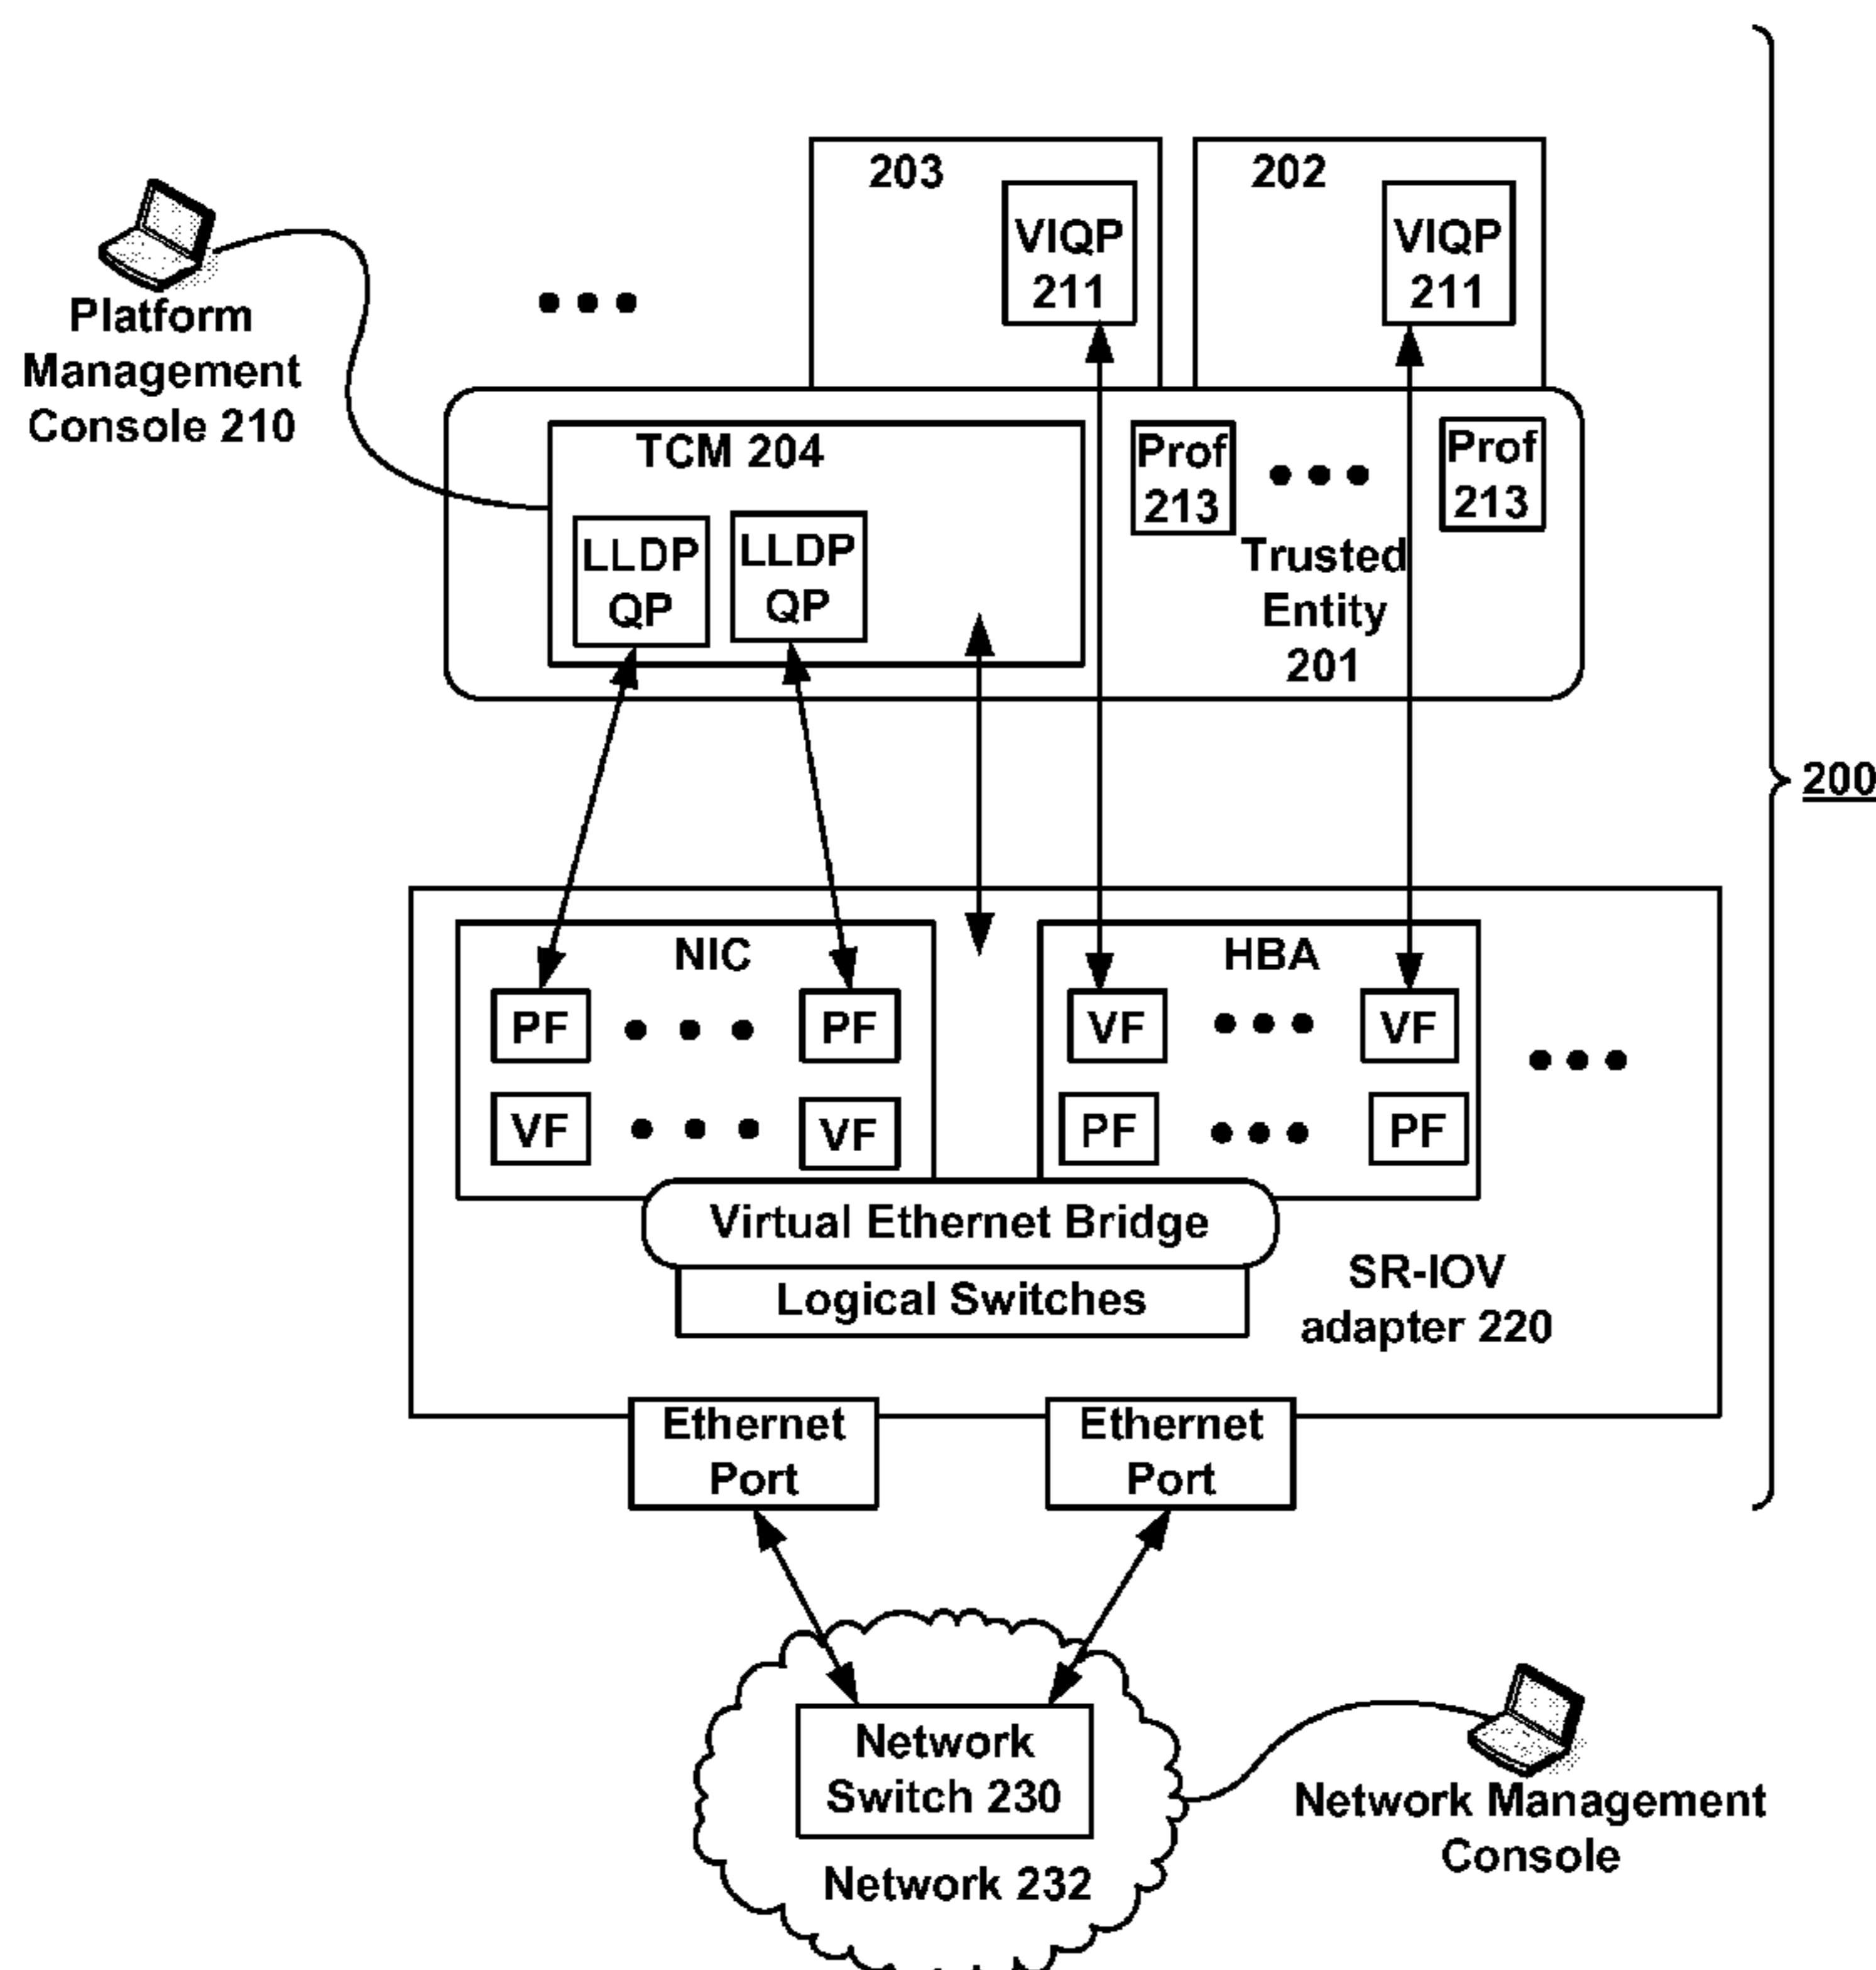 203
202
VIQP
211
VIQP
211
Platform
Management
Console 210
TCM 204
Prof
213
Prof
213
LLDP
QP
LLDP
QP
Trusted
Entity
201
200
NIC
HBA
PF
PF
VF
VF
VF
VF
PF
PF
Virtual Ethernet Bridge
Logical Switches
SR-IOV
adapter 220
Ethernet
Port
Ethernet
Port
Network
Switch 230
Network 232
Network Management
Console